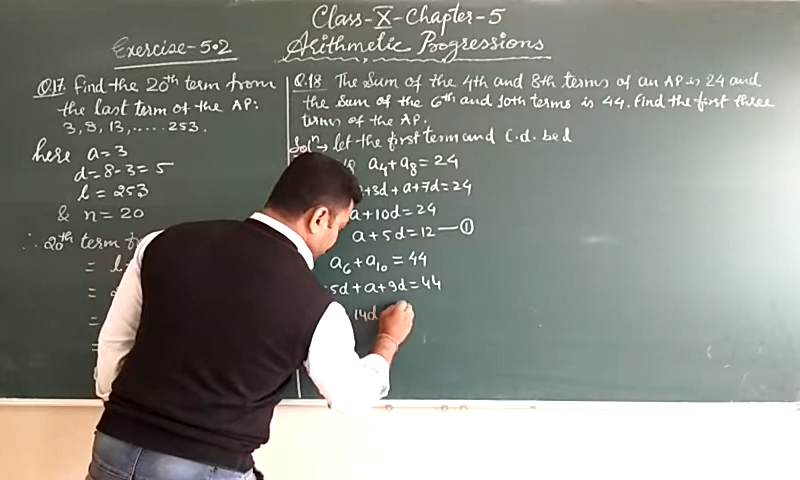 Class-X-Chapter-5
Exercise-5.2
Arithmetic Progressions
Q.17. Find the 20th term from
the last term of the AP:
3, 8, 13, ..... 253.
here a=3
d=8-3=5
l=253
& n=20
∴ 20th term
= l
=
=
=
Q.18 The Sum of the 4th and 8th terms of an AP is 24 and
the sum of the 6th and 10th terms is 44. Find the first three
terms of the AP.
Solⁿ→ let the first term and C.d. be d
a₄+a₈=24
+3d+a+7d=24
a+10d=24
a+5d=12—①
a₆+a₁₀=44
5d+a+9d=44
14d